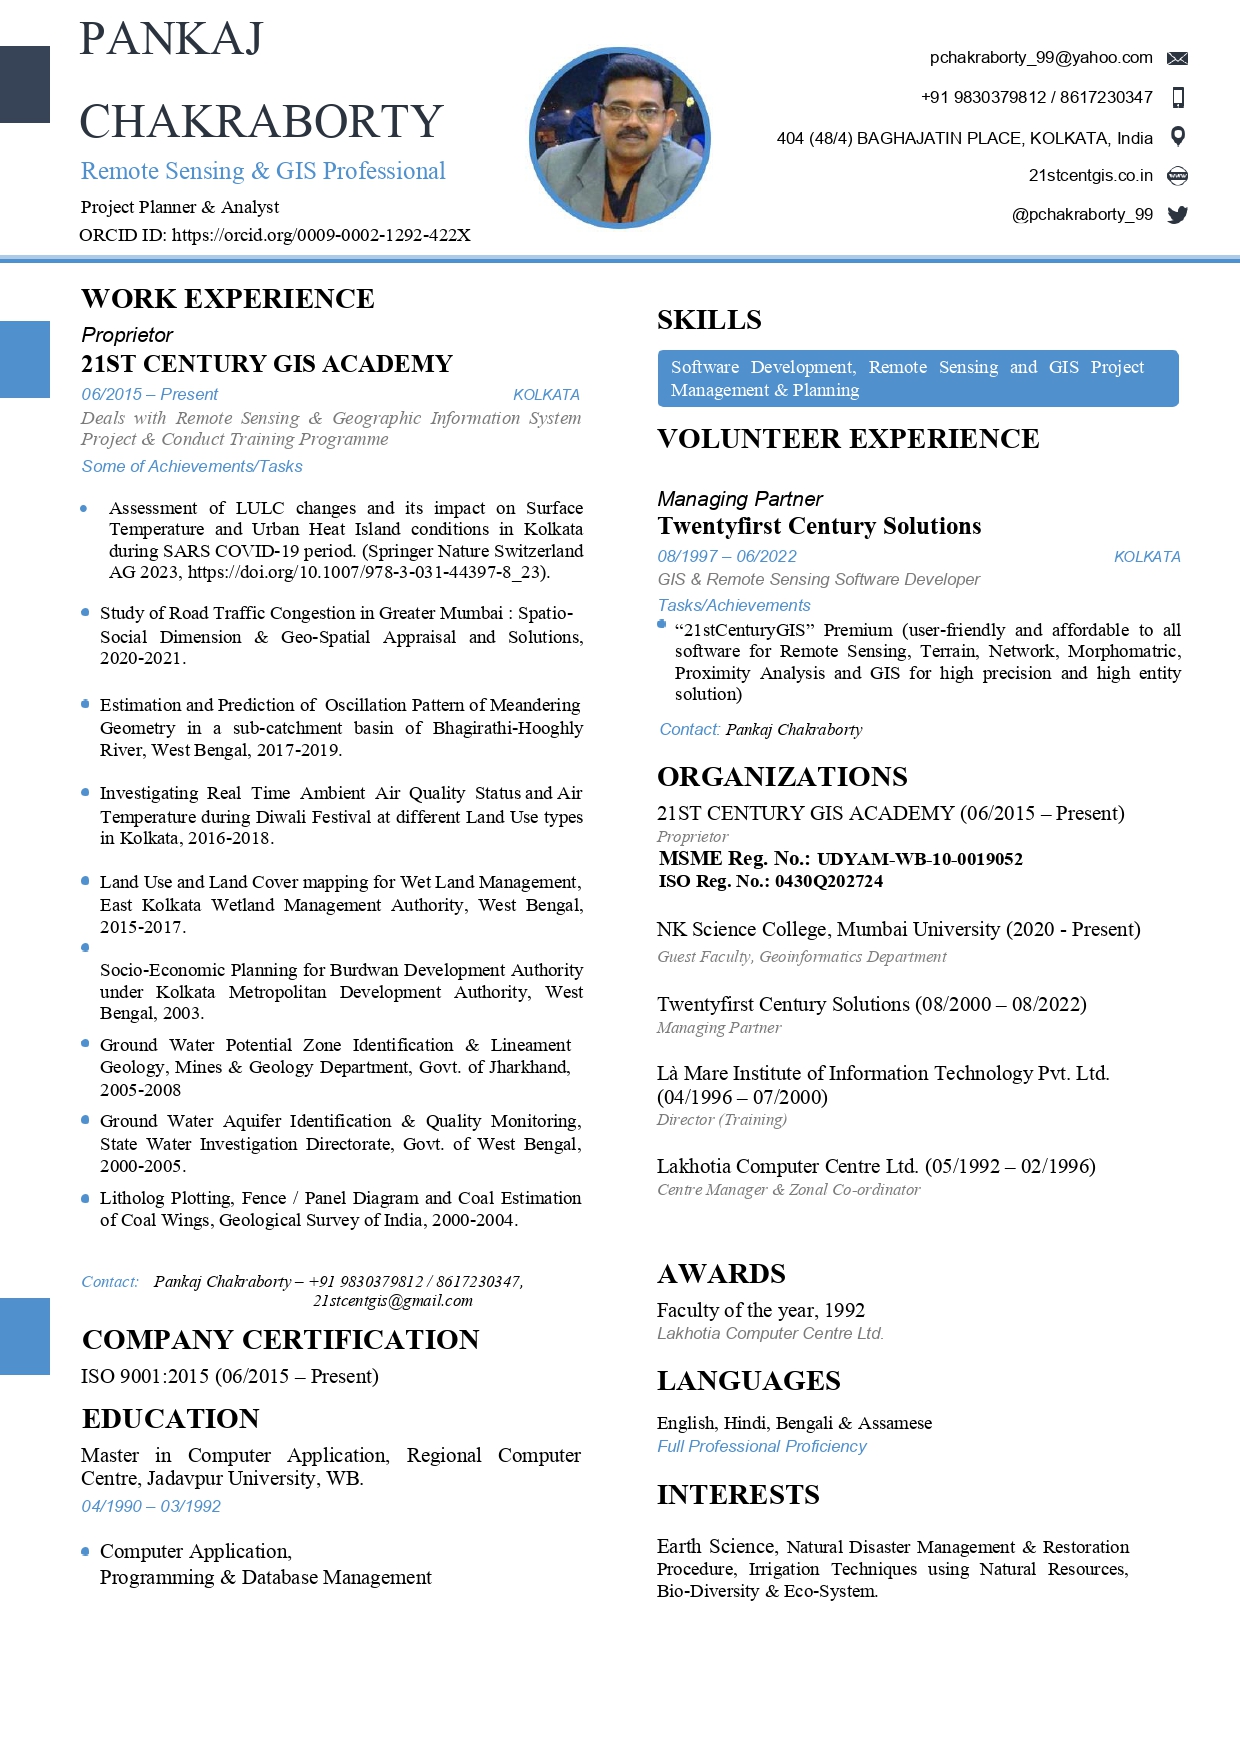 PANKAJ
CHAKRABORTY
Remote Sensing & GIS Professional
Project Planner & Analyst
ORCID ID: https://orcid.org/0009-0002-1292-422X
pchakraborty_99@yahoo.com
+91 9830379812 / 8617230347
404 (48/4) BAGHAJATIN PLACE, KOLKATA, India
21stcentgis.co.in
www
@pchakraborty_99
WORK EXPERIENCE
Proprietor
21ST CENTURY GIS ACADEMY
06/2015 – Present KOLKATA
Deals with Remote Sensing & Geographic Information System
Project & Conduct Training Programme
Some of Achievements/Tasks
• Assessment of LULC changes and its impact on Surface
Temperature and Urban Heat Island conditions in Kolkata
during SARS COVID-19 period. (Springer Nature Switzerland
AG 2023, https://doi.org/10.1007/978-3-031-44397-8_23).
• Study of Road Traffic Congestion in Greater Mumbai : Spatio-
Social Dimension & Geo-Spatial Appraisal and Solutions,
2020-2021.
• Estimation and Prediction of Oscillation Pattern of Meandering
Geometry in a sub-catchment basin of Bhagirathi-Hooghly
River, West Bengal, 2017-2019.
• Investigating Real Time Ambient Air Quality Status and Air
Temperature during Diwali Festival at different Land Use types
in Kolkata, 2016-2018.
• Land Use and Land Cover mapping for Wet Land Management,
East Kolkata Wetland Management Authority, West Bengal,
2015-2017.
•
Socio-Economic Planning for Burdwan Development Authority
under Kolkata Metropolitan Development Authority, West
Bengal, 2003.
• Ground Water Potential Zone Identification & Lineament
Geology, Mines & Geology Department, Govt. of Jharkhand,
2005-2008
• Ground Water Aquifer Identification & Quality Monitoring,
State Water Investigation Directorate, Govt. of West Bengal,
2000-2005.
• Litholog Plotting, Fence / Panel Diagram and Coal Estimation
of Coal Wings, Geological Survey of India, 2000-2004.
Contact: Pankaj Chakraborty – +91 9830379812 / 8617230347,
21stcentgis@gmail.com
COMPANY CERTIFICATION
ISO 9001:2015 (06/2015 – Present)
EDUCATION
Master in Computer Application, Regional Computer
Centre, Jadavpur University, WB.
04/1990 – 03/1992
• Computer Application,
Programming & Database Management
SKILLS
Software Development, Remote Sensing and GIS Project
Management & Planning
VOLUNTEER EXPERIENCE
Managing Partner
Twentyfirst Century Solutions
08/1997 – 06/2022 KOLKATA
GIS & Remote Sensing Software Developer
Tasks/Achievements
• “21stCenturyGIS” Premium (user-friendly and affordable to all
software for Remote Sensing, Terrain, Network, Morphomatric,
Proximity Analysis and GIS for high precision and high entity
solution)
Contact: Pankaj Chakraborty
ORGANIZATIONS
21ST CENTURY GIS ACADEMY (06/2015 – Present)
Proprietor
MSME Reg. No.: UDYAM-WB-10-0019052
ISO Reg. No.: 0430Q202724
NK Science College, Mumbai University (2020 - Present)
Guest Faculty, Geoinformatics Department
Twentyfirst Century Solutions (08/2000 – 08/2022)
Managing Partner
Là Mare Institute of Information Technology Pvt. Ltd.
(04/1996 – 07/2000)
Director (Training)
Lakhotia Computer Centre Ltd. (05/1992 – 02/1996)
Centre Manager & Zonal Co-ordinator
AWARDS
Faculty of the year, 1992
Lakhotia Computer Centre Ltd.
LANGUAGES
English, Hindi, Bengali & Assamese
Full Professional Proficiency
INTERESTS
Earth Science, Natural Disaster Management & Restoration
Procedure, Irrigation Techniques using Natural Resources,
Bio-Diversity & Eco-System.